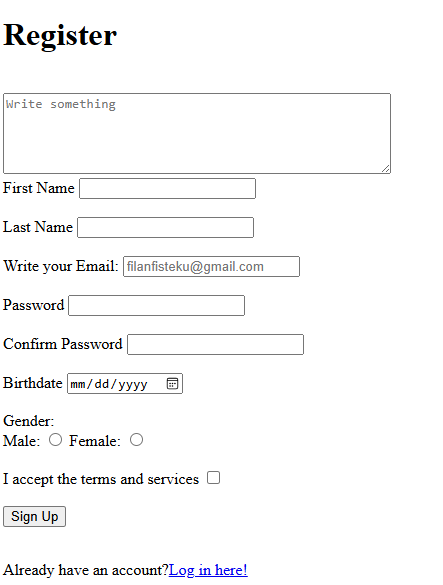 Register
Write something
First Name
Last Name
Write your Email: filanfisteku@gmail.com
Password
Confirm Password
Birthdate mm/dd/yyyy
Gender:
Male: Female:
I accept the terms and services
Sign Up
Already have an account?Log in here!